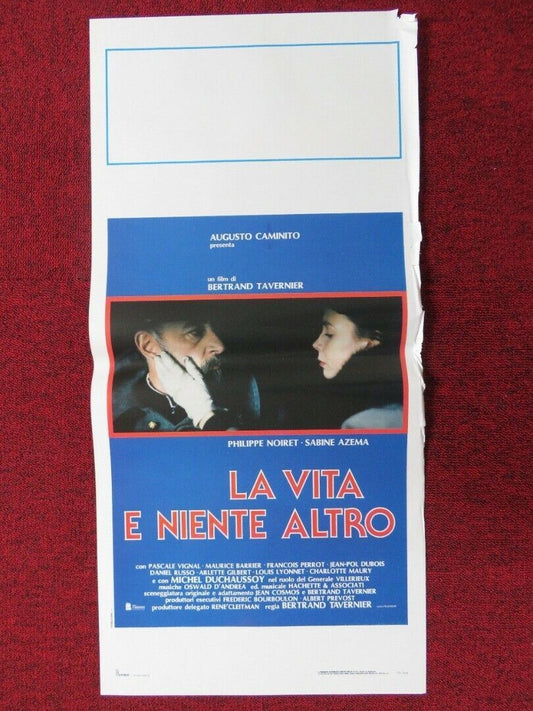 AUGUSTO CAMINITO
presenta
un film di
BERTRAND TAVERNIER
PHILIPPE NOIRET · SABINE AZEMA
LA VITA
E NIENTE ALTRO
con PASCALE VIGNAL · MAURICE BARRIER · FRANCOIS PERROT · JEAN-POL DUBOIS
DANIEL RUSSO · ARLETTE GILBERT · LOUIS LYONNET · CHARLOTTE MAURY
e con MICHEL DUCHAUSSOY nel ruolo del Generale VILLERIEUX
musiche OSWALD D'ANDREA ed. musicale HACHETTE & ASSOCIATI
sceneggiatura originale e adattamento JEAN COSMOS e BERTRAND TAVERNIER
produttori esecutivi FREDERIC BOURBOULON · ALBERT PREVOST
produttore delegato RENE' CLEITMAN regia BERTRAND TAVERNIER